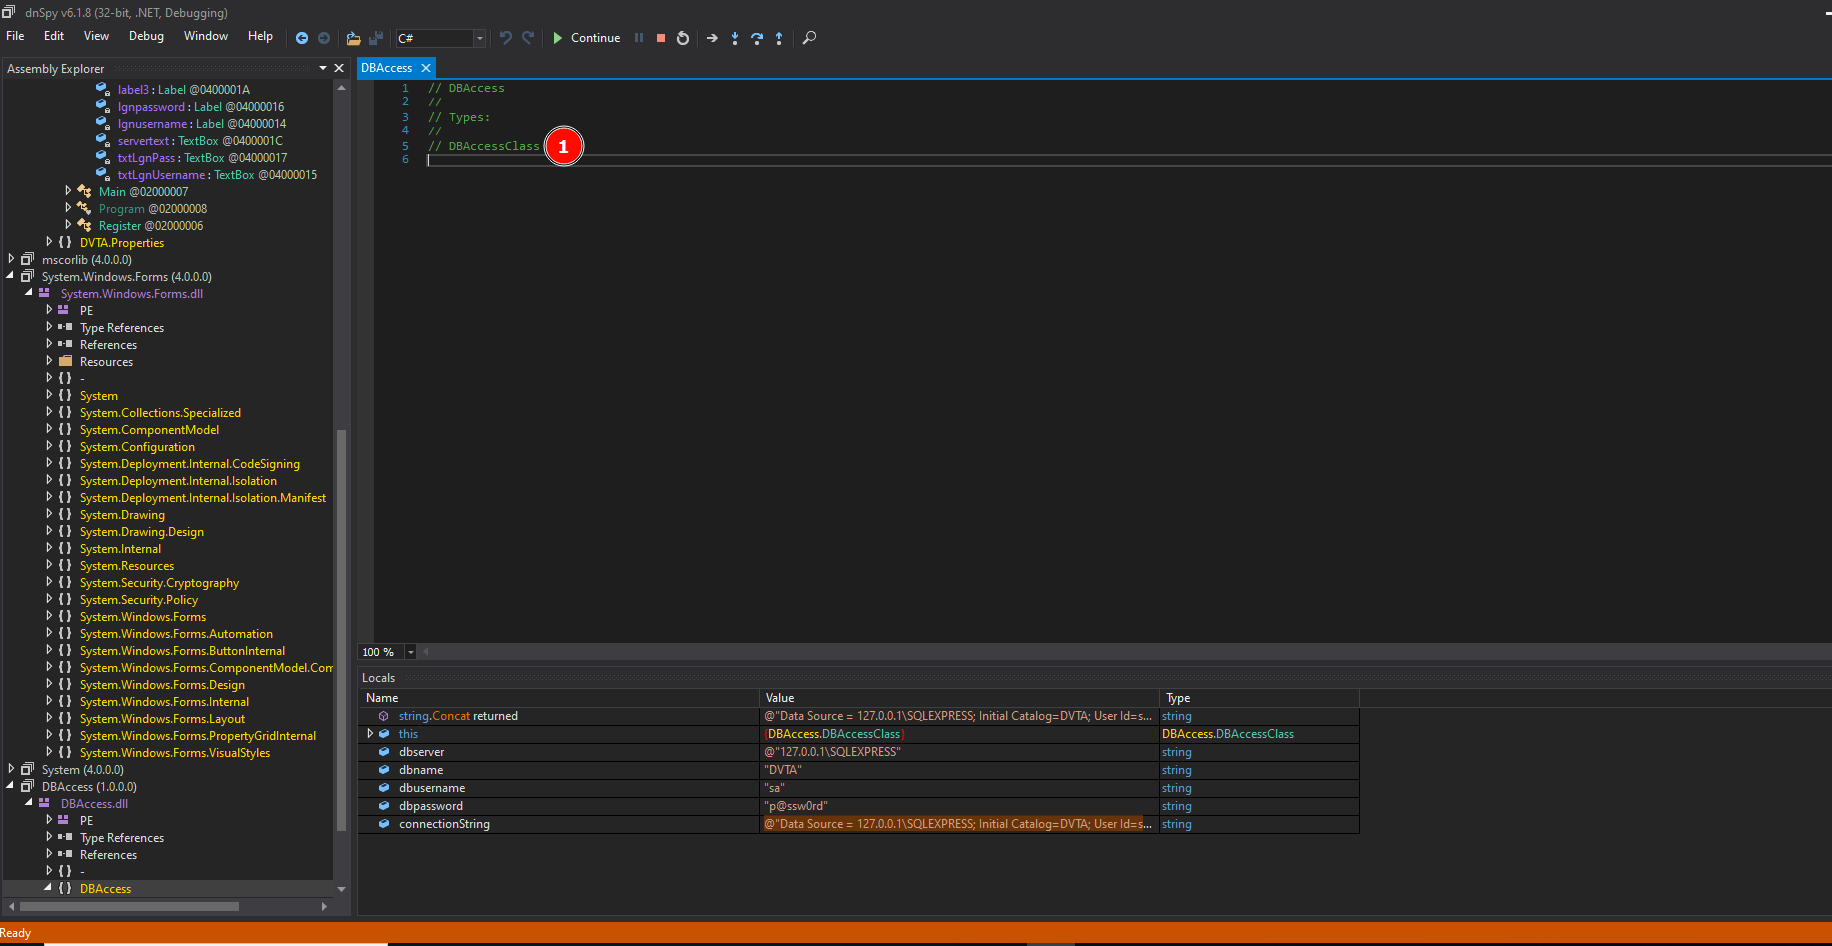 dnSpy v6.1.8 (32-bit, .NET, Debugging)
File Edit View Debug Window Help C# Continue
Assembly Explorer
label3 : Label @0400001A
lgnpassword : Label @04000016
lgnusername : Label @04000014
servertext : TextBox @0400001C
txtLgnPass : TextBox @04000017
txtLgnUsername : TextBox @04000015
Main @02000007
Program @02000008
Register @02000006
{ } DVTA.Properties
mscorlib (4.0.0.0)
System.Windows.Forms (4.0.0.0)
System.Windows.Forms.dll
PE
Type References
References
Resources
{ } -
{ } System
{ } System.Collections.Specialized
{ } System.ComponentModel
{ } System.Configuration
{ } System.Deployment.Internal.CodeSigning
{ } System.Deployment.Internal.Isolation
{ } System.Deployment.Internal.Isolation.Manifest
{ } System.Drawing
{ } System.Drawing.Design
{ } System.Internal
{ } System.Resources
{ } System.Security.Cryptography
{ } System.Security.Policy
{ } System.Windows.Forms
{ } System.Windows.Forms.Automation
{ } System.Windows.Forms.ButtonInternal
{ } System.Windows.Forms.ComponentModel.Com
{ } System.Windows.Forms.Design
{ } System.Windows.Forms.Internal
{ } System.Windows.Forms.Layout
{ } System.Windows.Forms.PropertyGridInternal
{ } System.Windows.Forms.VisualStyles
System (4.0.0.0)
DBAccess (1.0.0.0)
DBAccess.dll
PE
Type References
References
{ } -
{ } DBAccess
DBAccess
1 // DBAccess
2 //
3 // Types:
4 //
5 // DBAccessClass 1
6
100 %
Locals
Name Value Type
string.Concat returned @"Data Source = 127.0.0.1\SQLEXPRESS; Initial Catalog=DVTA; User Id=s... string
this {DBAccess.DBAccessClass} DBAccess.DBAccessClass
dbserver @"127.0.0.1\SQLEXPRESS" string
dbname "DVTA" string
dbusername "sa" string
dbpassword "p@ssw0rd" string
connectionString @"Data Source = 127.0.0.1\SQLEXPRESS; Initial Catalog=DVTA; User Id=s... string
Ready